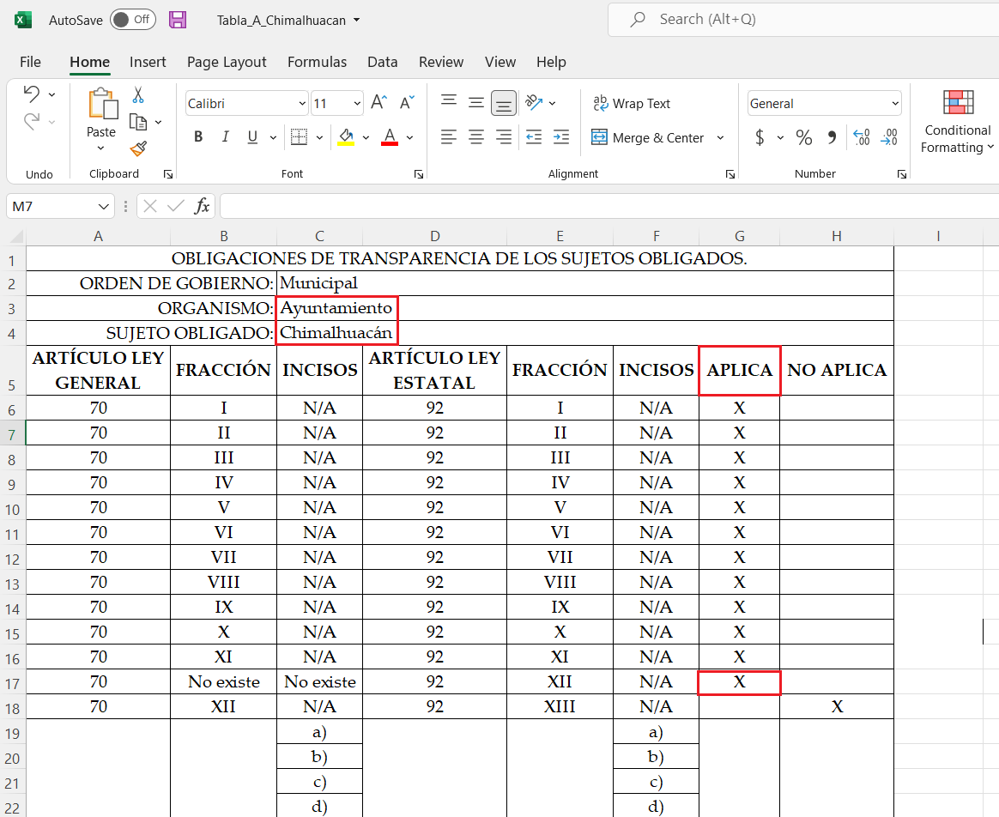 AutoSave Off Tabla_A_Chimalhuacan Search (Alt+Q)
File Home Insert Page Layout Formulas Data Review View Help
Calibri 11 ab Wrap Text General
Paste B I U A Merge & Center $ % 9 Conditional Formatting
Undo Clipboard Font Alignment Number
M7 fx
A B C D E F G H I
1 OBLIGACIONES DE TRANSPARENCIA DE LOS SUJETOS OBLIGADOS.
2 ORDEN DE GOBIERNO: Municipal
3 ORGANISMO: Ayuntamiento
4 SUJETO OBLIGADO: Chimalhuacán
5 ARTÍCULO LEY GENERAL FRACCIÓN INCISOS ARTÍCULO LEY ESTATAL FRACCIÓN INCISOS APLICA NO APLICA
6 70 I N/A 92 I N/A X
7 70 II N/A 92 II N/A X
8 70 III N/A 92 III N/A X
9 70 IV N/A 92 IV N/A X
10 70 V N/A 92 V N/A X
11 70 VI N/A 92 VI N/A X
12 70 VII N/A 92 VII N/A X
13 70 VIII N/A 92 VIII N/A X
14 70 IX N/A 92 IX N/A X
15 70 X N/A 92 X N/A X
16 70 XI N/A 92 XI N/A X
17 70 No existe No existe 92 XII N/A X
18 70 XII N/A 92 XIII N/A X
19 a) a)
20 b) b)
21 c) c)
22 d) d)